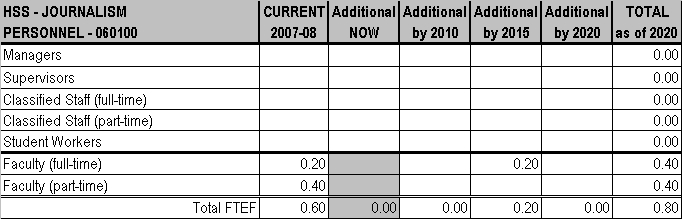 HSS - JOURNALISM CURRENT Additional Additional Additional Additional TOTAL
PERSONNEL - 060100 2007-08 NOW by 2010 by 2015 by 2020 as of 2020
Managers 0.00
Supervisors 0.00
Classified Staff (full-time) 0.00
Classified Staff (part-time) 0.00
Student Workers 0.00
Faculty (full-time) 0.20 0.20 0.40
Faculty (part-time) 0.40 0.40
Total FTEF 0.60 0.00 0.00 0.20 0.00 0.80